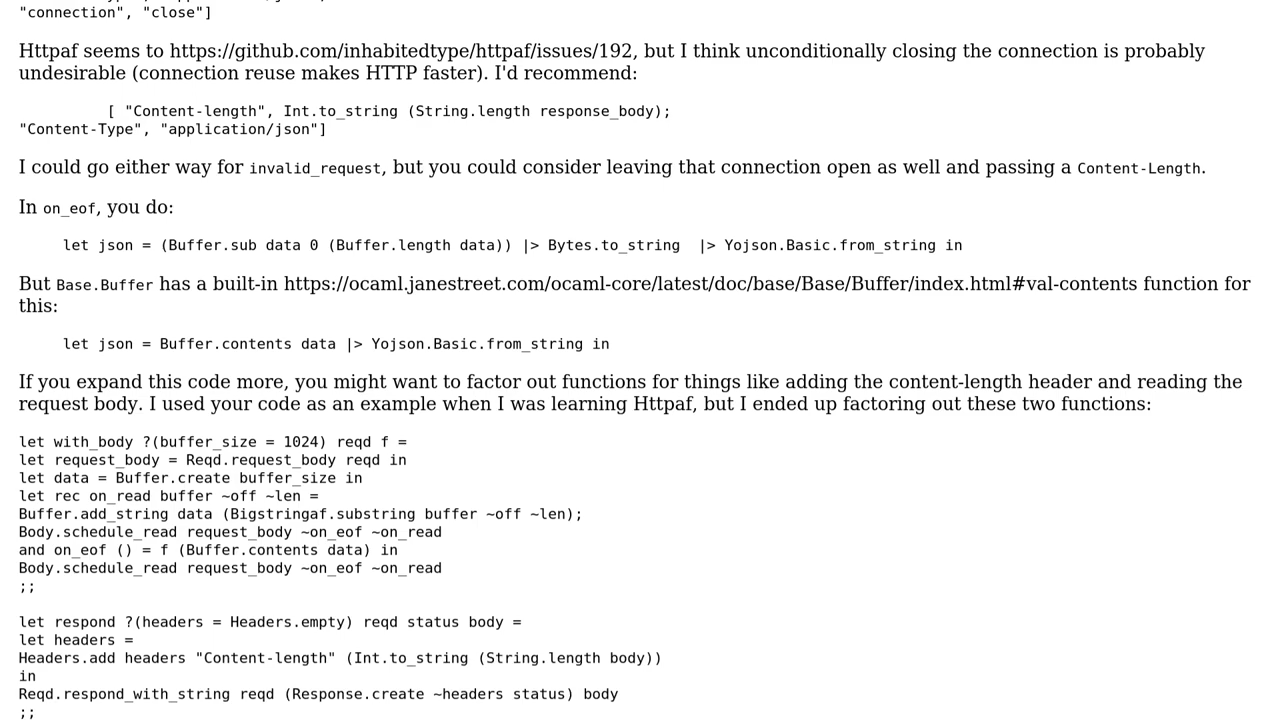 "connection", "close"]
Httpaf seems to https://github.com/inhabitedtype/httpaf/issues/192, but I think unconditionally closing the connection is probably
undesirable (connection reuse makes HTTP faster). I'd recommend:
[ "Content-length", Int.to_string (String.length response_body);
"Content-Type", "application/json"]
I could go either way for invalid_request, but you could consider leaving that connection open as well and passing a Content-Length.
In on_eof, you do:
let json = (Buffer.sub data 0 (Buffer.length data)) |> Bytes.to_string  |> Yojson.Basic.from_string in
But Base.Buffer has a built-in https://ocaml.janestreet.com/ocaml-core/latest/doc/base/Base/Buffer/index.html#val-contents function for
this:
let json = Buffer.contents data |> Yojson.Basic.from_string in
If you expand this code more, you might want to factor out functions for things like adding the content-length header and reading the
request body. I used your code as an example when I was learning Httpaf, but I ended up factoring out these two functions:
let with_body ?(buffer_size = 1024) reqd f =
let request_body = Reqd.request_body reqd in
let data = Buffer.create buffer_size in
let rec on_read buffer ~off ~len =
Buffer.add_string data (Bigstringaf.substring buffer ~off ~len);
Body.schedule_read request_body ~on_eof ~on_read
and on_eof () = f (Buffer.contents data) in
Body.schedule_read request_body ~on_eof ~on_read
;;
let respond ?(headers = Headers.empty) reqd status body =
let headers =
Headers.add headers "Content-length" (Int.to_string (String.length body))
in
Reqd.respond_with_string reqd (Response.create ~headers status) body
;;